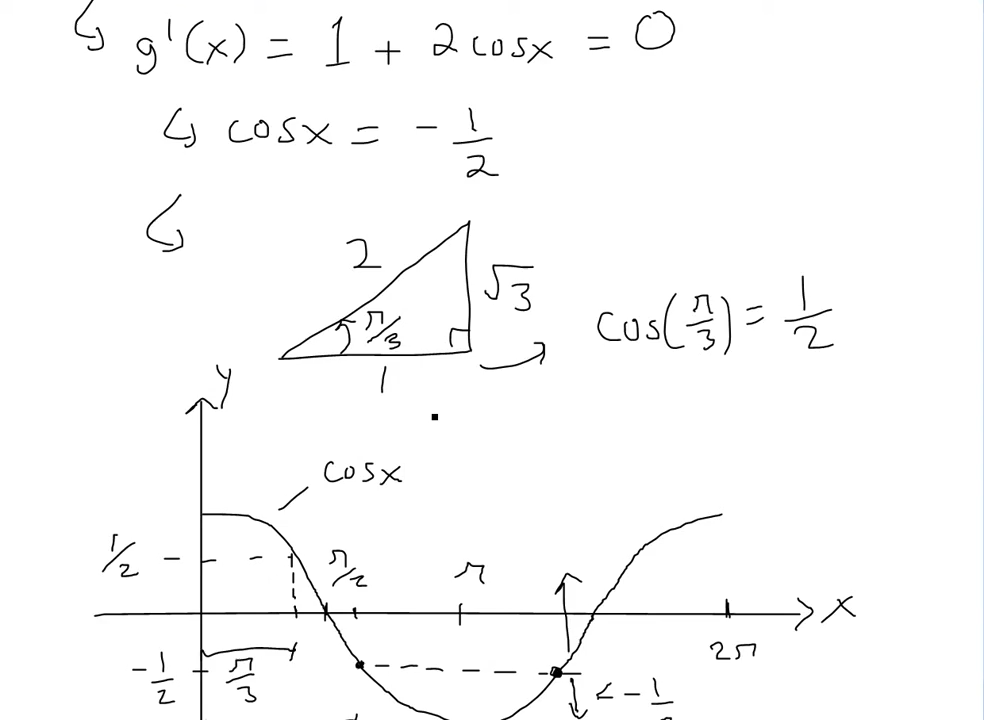 g'(x) = 1 + 2cosx = 0
cosx = - 1/2
2
√3
π/3
1
cos(π/3) = 1/2
y
cosx
1/2
π/2
π
x
-1/2
π/3
2π